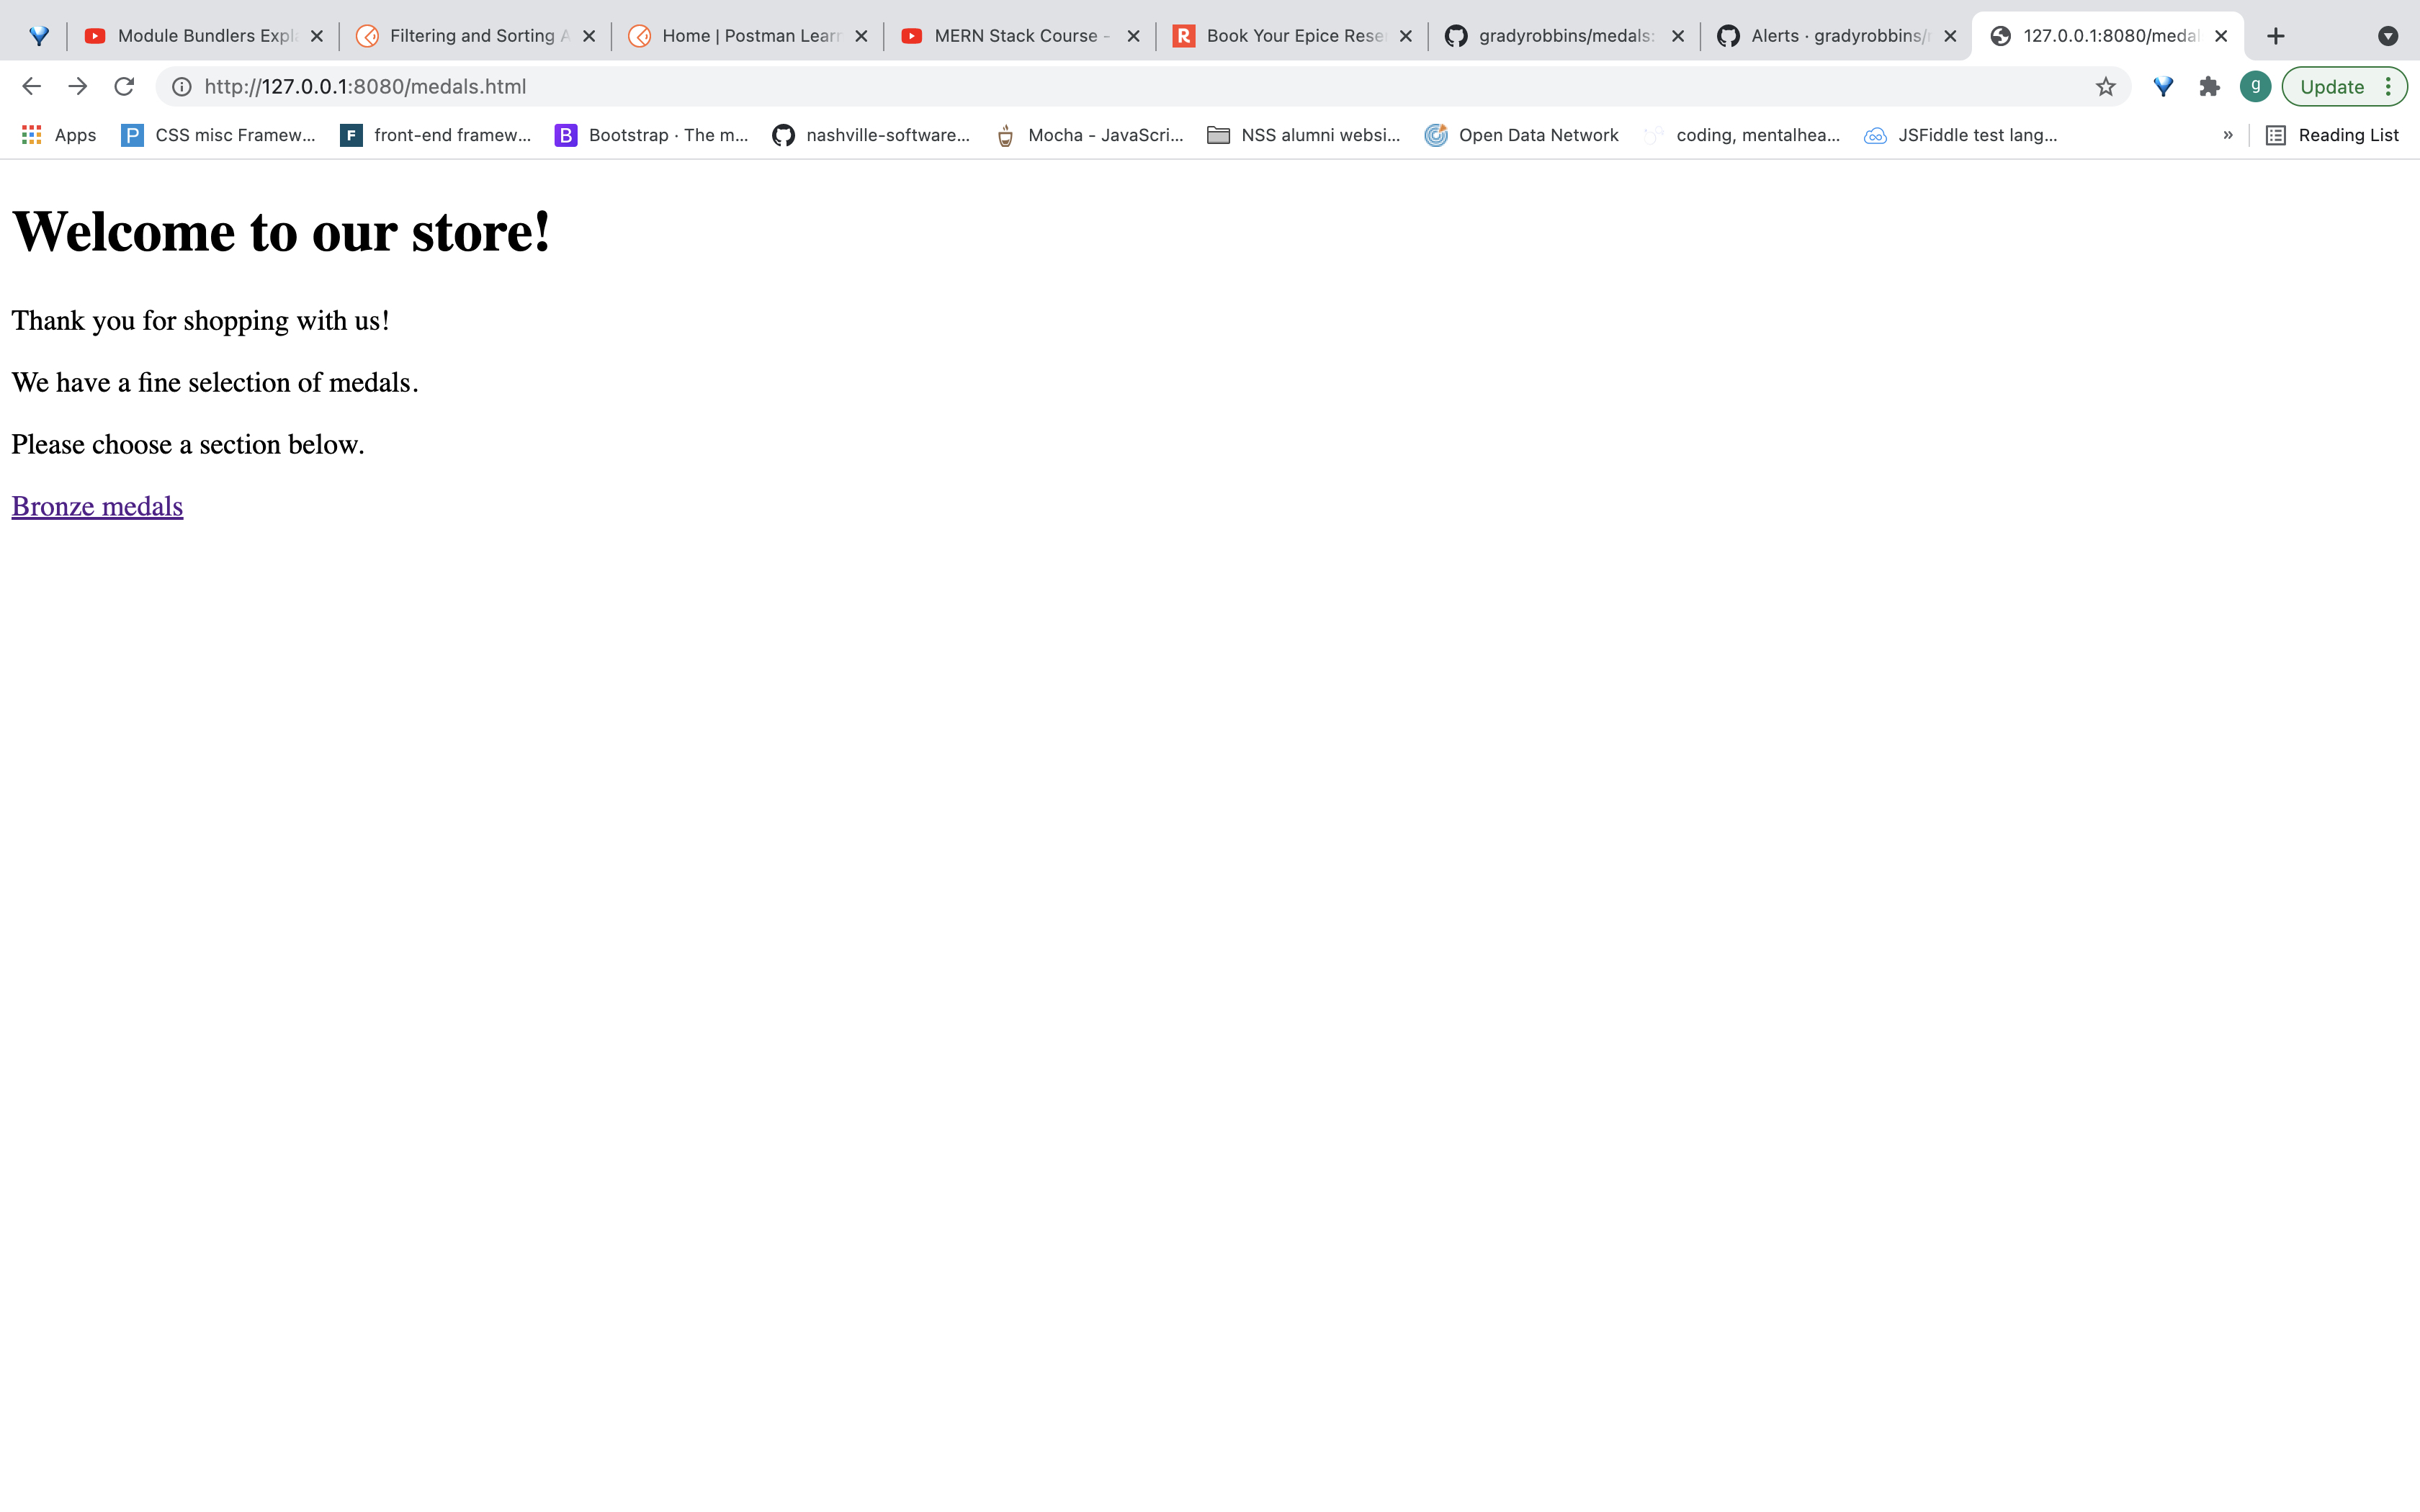 Module Bundlers Expl
Filtering and Sorting A
Home | Postman Lear
MERN Stack Course -
Book Your Epice Rese
gradyrobbins/medals:
Alerts · gradyrobbins/
127.0.0.1:8080/medal
http://127.0.0.1:8080/medals.html
g
Update
Apps
P
CSS misc Framew...
F
front-end framew...
B
Bootstrap · The m...
nashville-software...
Mocha - JavaScri...
NSS alumni websi...
Open Data Network
coding, mentalhea...
JSFiddle test lang...
»
Reading List
Welcome to our store!
Thank you for shopping with us!
We have a fine selection of medals.
Please choose a section below.
Bronze medals